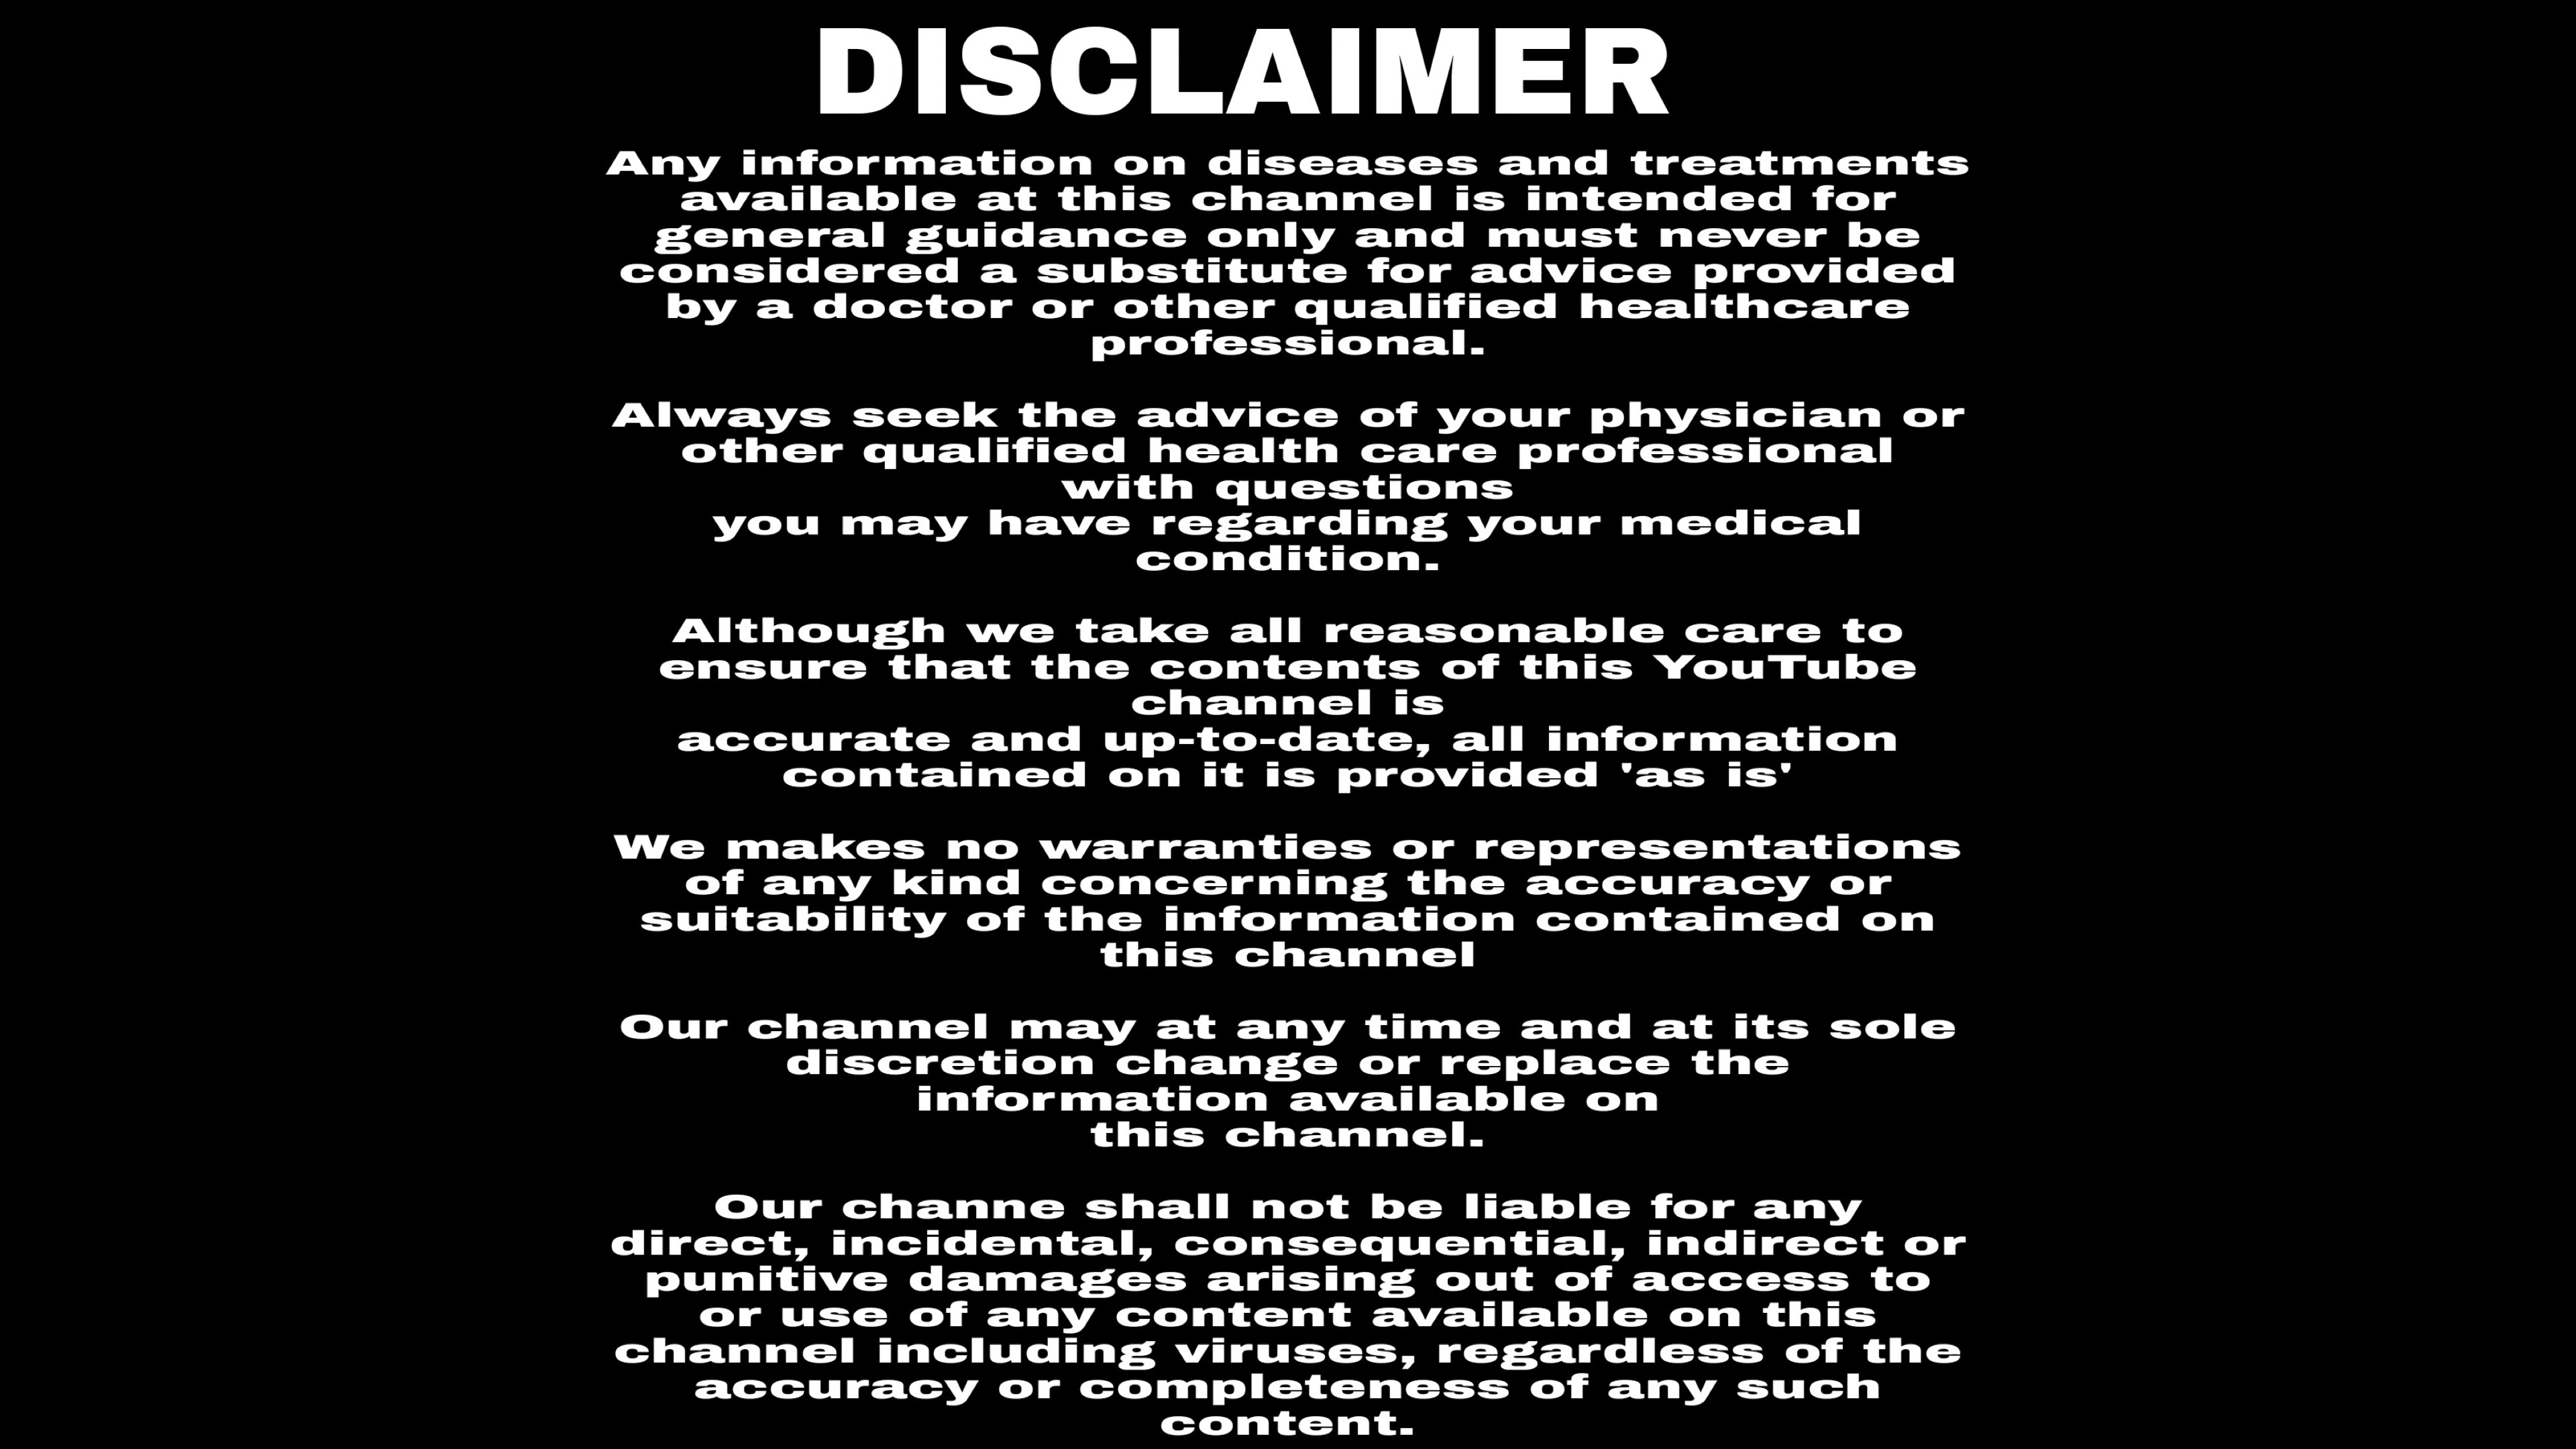 DISCLAIMER
Any information on diseases and treatments
available at this channel is intended for
general guidance only and must never be
considered a substitute for advice provided
by a doctor or other qualified healthcare
professional.
Always seek the advice of your physician or
other qualified health care professional
with questions
you may have regarding your medical
condition.
Although we take all reasonable care to
ensure that the contents of this YouTube
channel is
accurate and up-to-date, all information
contained on it is provided 'as is'
We makes no warranties or representations
of any kind concerning the accuracy or
suitability of the information contained on
this channel
Our channel may at any time and at its sole
discretion change or replace the
information available on
this channel.
Our channe shall not be liable for any
direct, incidental, consequential, indirect or
punitive damages arising out of access to
or use of any content available on this
channel including viruses, regardless of the
accuracy or completeness of any such
content.